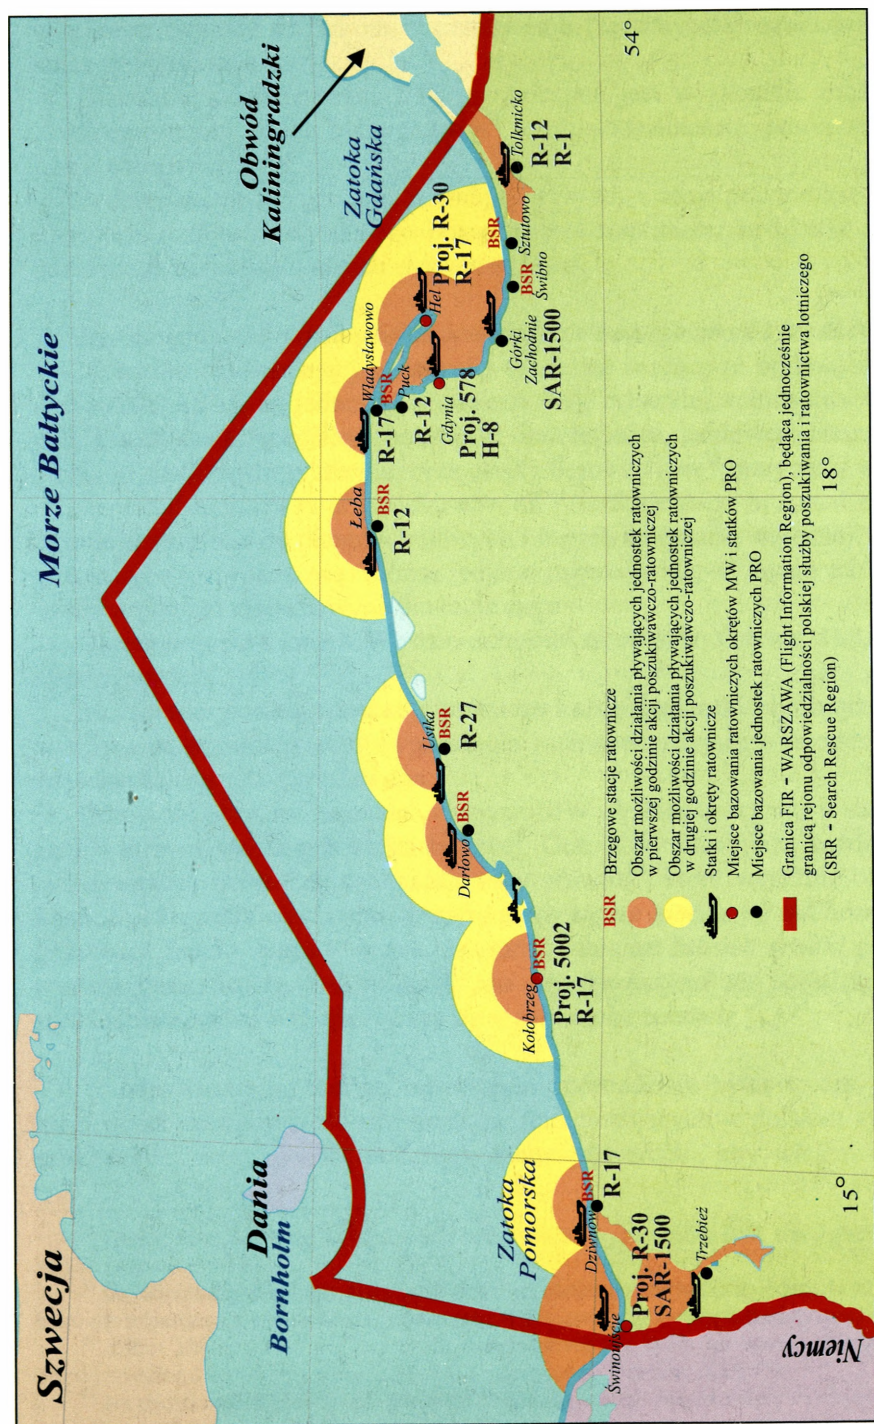 Szwecja
Morze Bałtyckie
Dania
Bornholm
Obwód
Kaliningradzki
Zatoka
Gdańska
Zatoka
Pomorska
Świnoujście
Proj. R-30
SAR-1500
Trzebież
Dziwnów
BSR
R-17
Kołobrzeg
BSR
Proj. 5002
R-17
Darłowo
BSR
Ustka
BSR
R-27
Łeba
BSR
R-12
Władysławowo
BSR
R-17
Puck
R-12
Gdynia
Proj. 578
H-8
Hel
Proj. R-30
R-17
Górki
Zachodnie
SAR-1500
BSR
Świbno
BSR
Sztutowo
Tolkmicko
R-12
R-1
54°
18°
15°
Niemcy
BSR Brzegowe stacje ratownicze
Obszar możliwości działania pływających jednostek ratowniczych
w pierwszej godzinie akcji poszukiwawczo-ratowniczej
Obszar możliwości działania pływających jednostek ratowniczych
w drugiej godzinie akcji poszukiwawczo-ratowniczej
Statki i okręty ratownicze
Miejsce bazowania ratowniczych okrętów MW i statków PRO
Miejsce bazowania jednostek ratowniczych PRO
Granica FIR – WARSZAWA (Flight Information Region), będąca jednocześnie
granicą rejonu odpowiedzialności polskiej służby poszukiwania i ratownictwa lotniczego
(SRR – Search Rescue Region)